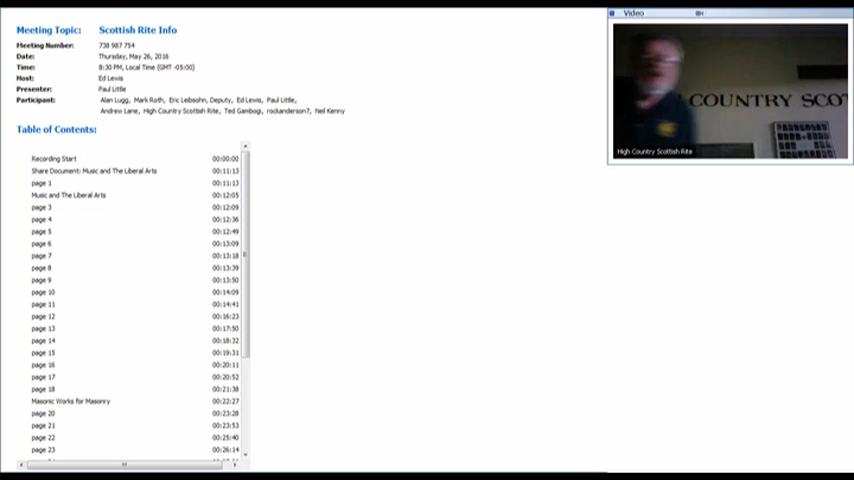 Meeting Topic: Scottish Rite Info
Meeting Number: 738 987 754
Date: Thursday, May 26, 2016
Time: 8:30 PM, Local Time (GMT -05:00)
Host: Ed Lewis
Presenter: Paul Little
Participant: Alan Lugg, Mark Roth, Eric Leibsohn, Deputy, Ed Lewis, Paul Little,
Andrew Lane, High Country Scottish Rite, Ted Gambogi, rockanderson7, Neil Kenny
Table of Contents:
Recording Start 00:00:00
Share Document: Music and The Liberal Arts 00:11:13
page 1 00:11:13
Music and The Liberal Arts 00:12:05
page 3 00:12:09
page 4 00:12:36
page 5 00:12:49
page 6 00:13:09
page 7 00:13:18
page 8 00:13:39
page 9 00:13:50
page 10 00:14:09
page 11 00:14:41
page 12 00:16:23
page 13 00:17:50
page 14 00:18:32
page 15 00:19:31
page 16 00:20:11
page 17 00:20:52
page 18 00:21:38
Masonic Works for Masonry 00:22:27
page 20 00:23:28
page 21 00:23:53
page 22 00:25:40
page 23 00:26:14
Video
COUNTRY SCOT
High Country Scottish Rite